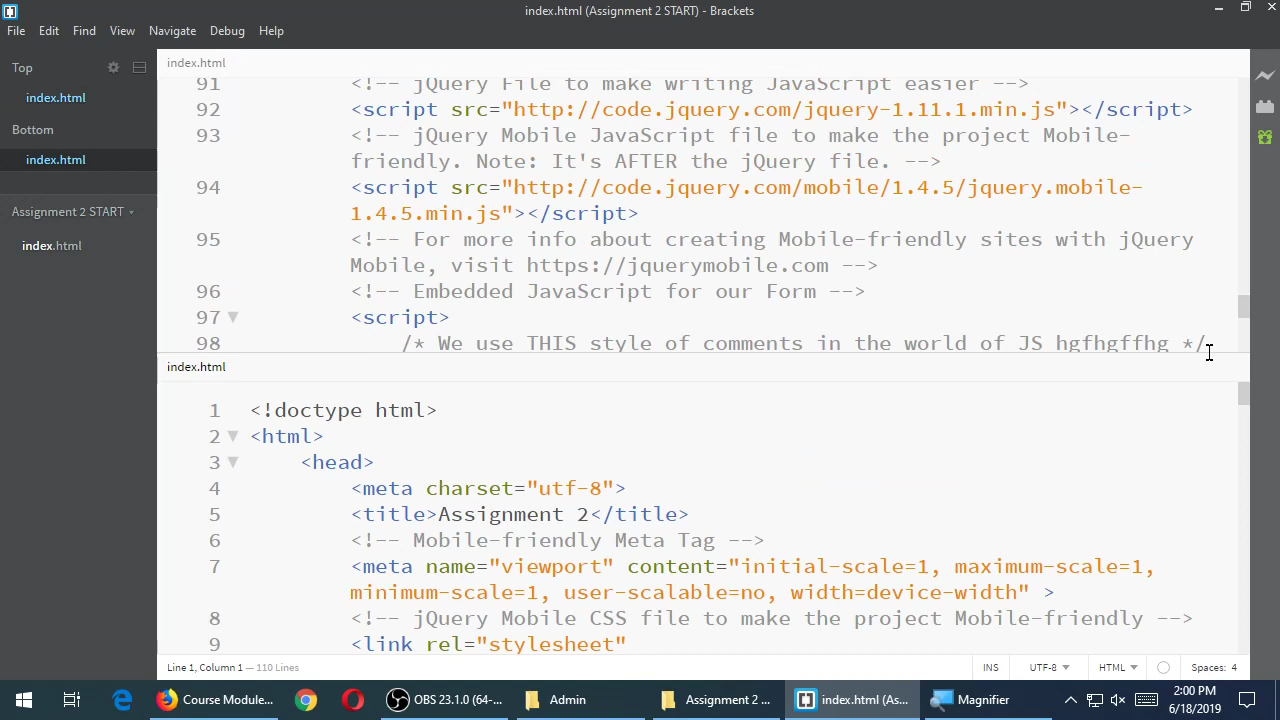 index.html (Assignment 2 START) - Brackets
File Edit Find View Navigate Debug Help
Top
index.html
Bottom
index.html
Assignment 2 START
index.html
index.html
91 <!-- jQuery File to make writing JavaScript easier -->
92 <script src="http://code.jquery.com/jquery-1.11.1.min.js"></script>
93 <!-- jQuery Mobile JavaScript file to make the project Mobile-
friendly. Note: It's AFTER the jQuery file. -->
94 <script src="http://code.jquery.com/mobile/1.4.5/jquery.mobile-
1.4.5.min.js"></script>
95 <!-- For more info about creating Mobile-friendly sites with jQuery
Mobile, visit https://jquerymobile.com -->
96 <!-- Embedded JavaScript for our Form -->
97 <script>
98 /* We use THIS style of comments in the world of JS hgfhgffhg */
index.html
1 <!doctype html>
2 <html>
3 <head>
4 <meta charset="utf-8">
5 <title>Assignment 2</title>
6 <!-- Mobile-friendly Meta Tag -->
7 <meta name="viewport" content="initial-scale=1, maximum-scale=1,
minimum-scale=1, user-scalable=no, width=device-width" >
8 <!-- jQuery Mobile CSS file to make the project Mobile-friendly -->
9 <link rel="stylesheet"
Line 1, Column 1 — 110 Lines
INS UTF-8 HTML Spaces: 4
Course Module... OBS 23.1.0 (64-... Admin Assignment 2 ... index.html (As... Magnifier
2:00 PM
6/18/2019